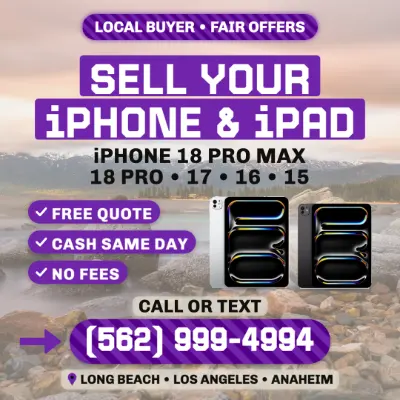 LOCAL BUYER • FAIR OFFERS
SELL YOUR
iPHONE & iPAD
iPHONE 18 PRO MAX
18 PRO • 17 • 16 • 15
✓ FREE QUOTE
✓ CASH SAME DAY
✓ NO FEES
CALL OR TEXT
(562) 999-4994
LONG BEACH • LOS ANGELES • ANAHEIM